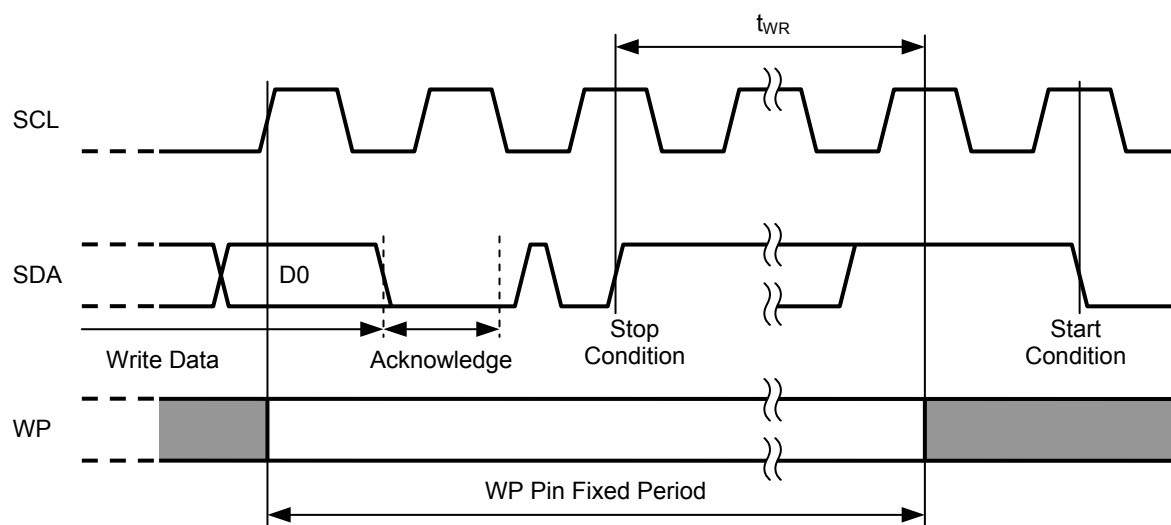 tWR
SCL
SDA
D0
Write Data
Acknowledge
Stop
Condition
Start
Condition
WP
WP Pin Fixed Period